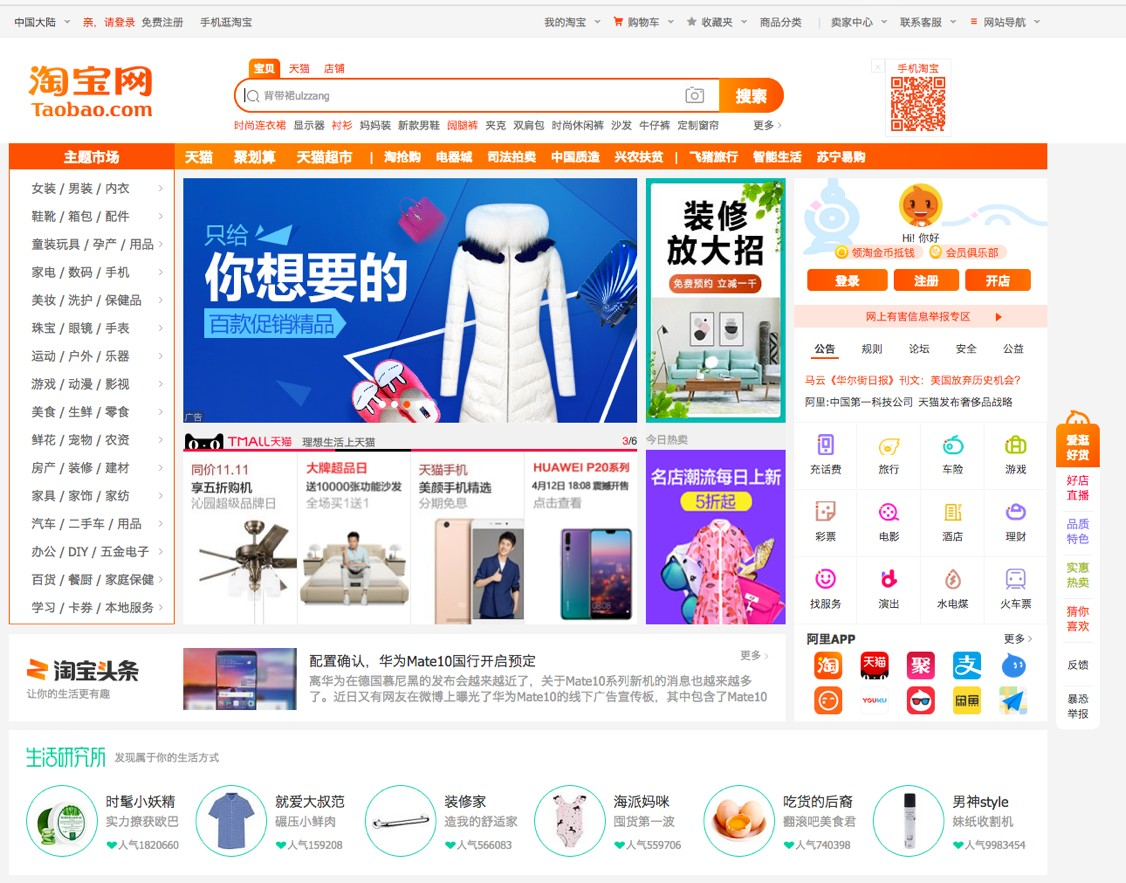 中国大陆 亲，请登录 免费注册 手机逛淘宝 我的淘宝 购物车 收藏夹 商品分类 卖家中心 联系客服 网站导航
淘宝网
Taobao.com
宝贝 天猫 店铺
背带裙ulzzang
搜索
手机淘宝
时尚连衣裙 显示器 衬衫 妈妈装 新款男鞋 阔腿裤 夹克 双肩包 时尚休闲裤 沙发 牛仔裤 定制窗帘 更多
主题市场 天猫 聚划算 天猫超市 | 淘抢购 电器城 司法拍卖 中国质造 兴农扶贫 | 飞猪旅行 智能生活 苏宁易购
女装 / 男装 / 内衣
鞋靴 / 箱包 / 配件
童装玩具 / 孕产 / 用品
家电 / 数码 / 手机
美妆 / 洗护 / 保健品
珠宝 / 眼镜 / 手表
运动 / 户外 / 乐器
游戏 / 动漫 / 影视
美食 / 生鲜 / 零食
鲜花 / 宠物 / 农资
房产 / 装修 / 建材
家具 / 家饰 / 家纺
汽车 / 二手车 / 用品
办公 / DIY / 五金电子
百货 / 餐厨 / 家庭保健
学习 / 卡券 / 本地服务
只给
你想要的
百款促销精品
广告
装修
放大招
免费预约 立减一千
Hi! 你好
领淘金币抵钱 会员俱乐部
登录 注册 开店
网上有害信息举报专区
公告 规则 论坛 安全 公益
马云《华尔街日报》刊文：美国放弃历史机会?
阿里:中国第一科技公司 天猫发布奢侈品战略
TMALL天猫 理想生活上天猫 3/6
同价11.11
享五折购机
沁园超级品牌日
大牌超品日
送10000张功能沙发
全场买1送1
天猫手机
美颜手机精选
分期免息
HUAWEI P20系列
4月12日 18:08 震撼开售
点击查看
08:08
今日热卖
名店潮流每日上新
5折起
充话费 旅行 车险 游戏
彩票 电影 酒店 理财
找服务 演出 水电煤 火车票
阿里APP 更多
淘 天猫 聚 支
YOUKU 闲鱼
爱逛
好货
好店
直播
品质
特色
实惠
热卖
猜你
喜欢
反馈
暴恐
举报
淘宝头条
让你的生活更有趣
配置确认，华为Mate10国行开启预定 更多
离华为在德国慕尼黑的发布会越来越近了，关于Mate10系列新机的消息也越来越多
了。近日又有网友在微博上曝光了华为Mate10的线下广告宣传板，其中包含了Mate10
生活研究所 发现属于你的生活方式
时髦小妖精
实力撩获欧巴
人气1820660
就爱大叔范
碾压小鲜肉
人气159208
装修家
造我的舒适家
人气566083
海派妈咪
囤货第一波
人气559706
吃货的后裔
翻滚吧美食君
人气740398
男神style
妹纸收割机
人气9983454